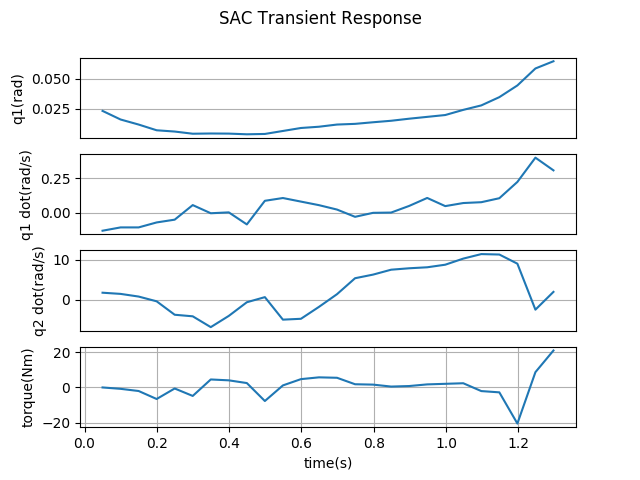 SAC Transient Response
q1(rad)
0.050
0.025
q1 dot(rad/s)
0.25
0.00
q2 dot(rad/s)
10
0
torque(Nm)
20
0
−20
0.0 0.2 0.4 0.6 0.8 1.0 1.2
time(s)